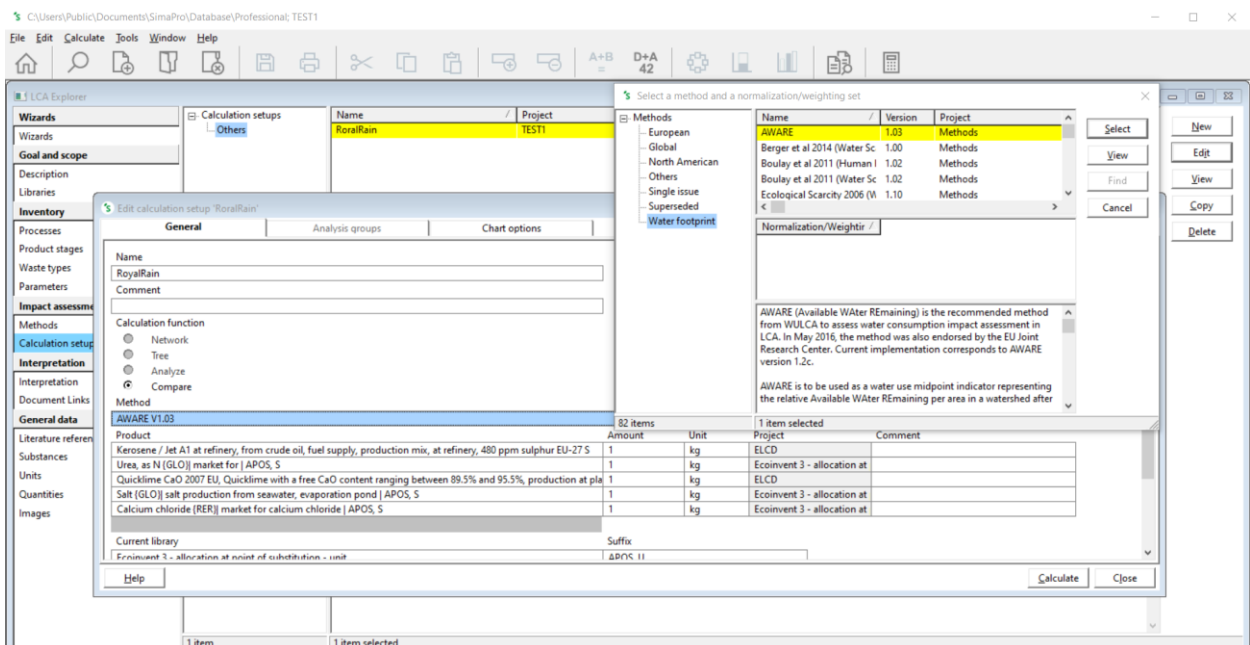 C:\Users\Public\Documents\SimaPro\Database\Professional; TEST1
File Edit Calculate Tools Window Help
A+B
=
D+A
42
LCA Explorer
Wizards
Wizards
Goal and scope
Description
Libraries
Inventory
Processes
Product stages
Waste types
Parameters
Impact assessme
Methods
Calculation setup
Interpretation
Interpretation
Document Links
General data
Literature referen
Substances
Units
Quantities
Images
Calculation setups
Others
Name / Project
RoralRain TEST1
1 item 1 item selected
New
Edit
View
Copy
Delete
Select a method and a normalization/weighting set
Methods
European
Global
North American
Others
Single issue
Superseded
Water footprint
Name / Version Project
AWARE 1.03 Methods
Berger et al 2014 (Water Sc 1.00 Methods
Boulay et al 2011 (Human I 1.02 Methods
Boulay et al 2011 (Water Sc 1.02 Methods
Ecological Scarcity 2006 (W 1.10 Methods
Normalization/Weightir /
AWARE (Available WAter REmaining) is the recommended method
from WULCA to assess water consumption impact assessment in
LCA. In May 2016, the method was also endorsed by the EU Joint
Research Center. Current implementation corresponds to AWARE
version 1.2c.
AWARE is to be used as a water use midpoint indicator representing
the relative Available WAter REmaining per area in a watershed after
82 items 1 item selected
Select
View
Find
Cancel
Edit calculation setup 'RoralRain'
General Analysis groups Chart options
Name
RoyalRain
Comment
Calculation function
Network
Tree
Analyze
Compare
Method
AWARE V1.03
Product Amount Unit Project Comment
Kerosene / Jet A1 at refinery, from crude oil, fuel supply, production mix, at refinery, 480 ppm sulphur EU-27 S 1 kg ELCD
Urea, as N {GLO}| market for | APOS, S 1 kg Ecoinvent 3 - allocation at
Quicklime CaO 2007 EU, Quicklime with a free CaO content ranging between 89.5% and 95.5%, production at pla 1 kg ELCD
Salt {GLO}| salt production from seawater, evaporation pond | APOS, S 1 kg Ecoinvent 3 - allocation at
Calcium chloride {RER}| market for calcium chloride | APOS, S 1 kg Ecoinvent 3 - allocation at
Current library Suffix
Ecoinvent 3 - allocation at point of substitution - unit APOS, U
Help Calculate Close